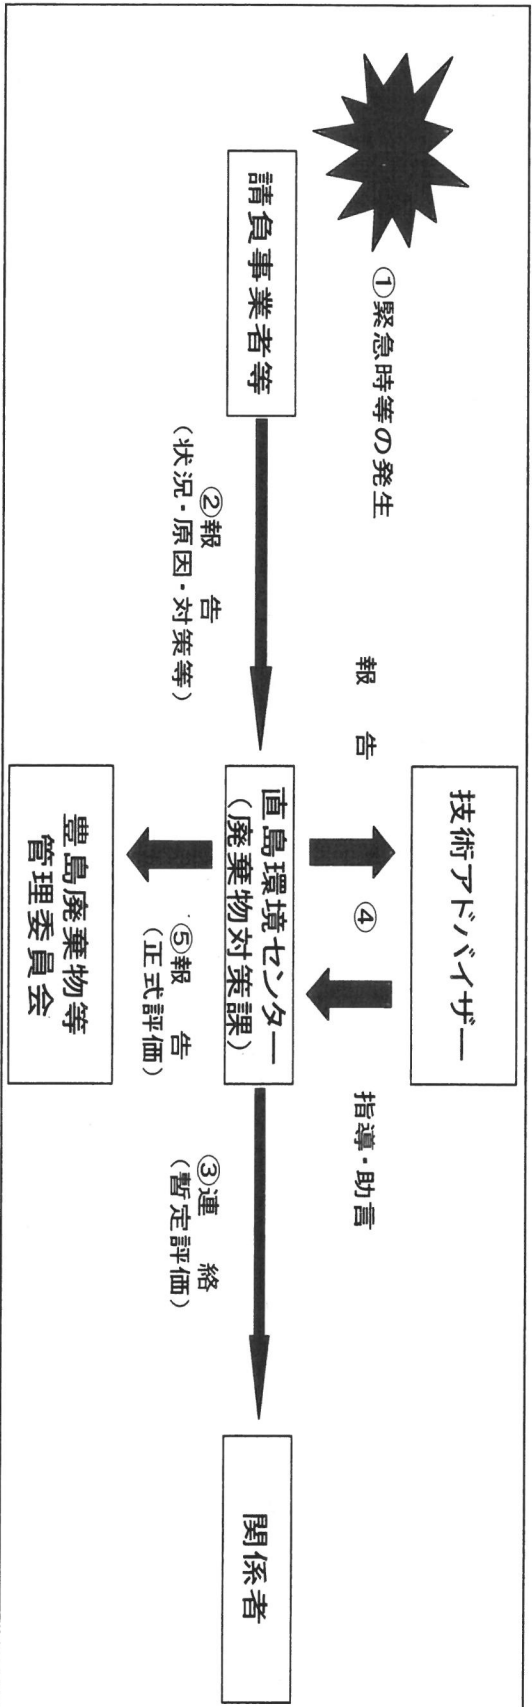 ①緊急時等の発生
請負事業者等
②報　告
(状況・原因・対策等)
報　告
技術アドバイザー
④
指導・助言
直島環境センター
(廃棄物対策課)
⑤報　告
(正式評価)
豊島廃棄物等
管理委員会
③連　絡
(暫定評価)
関係者